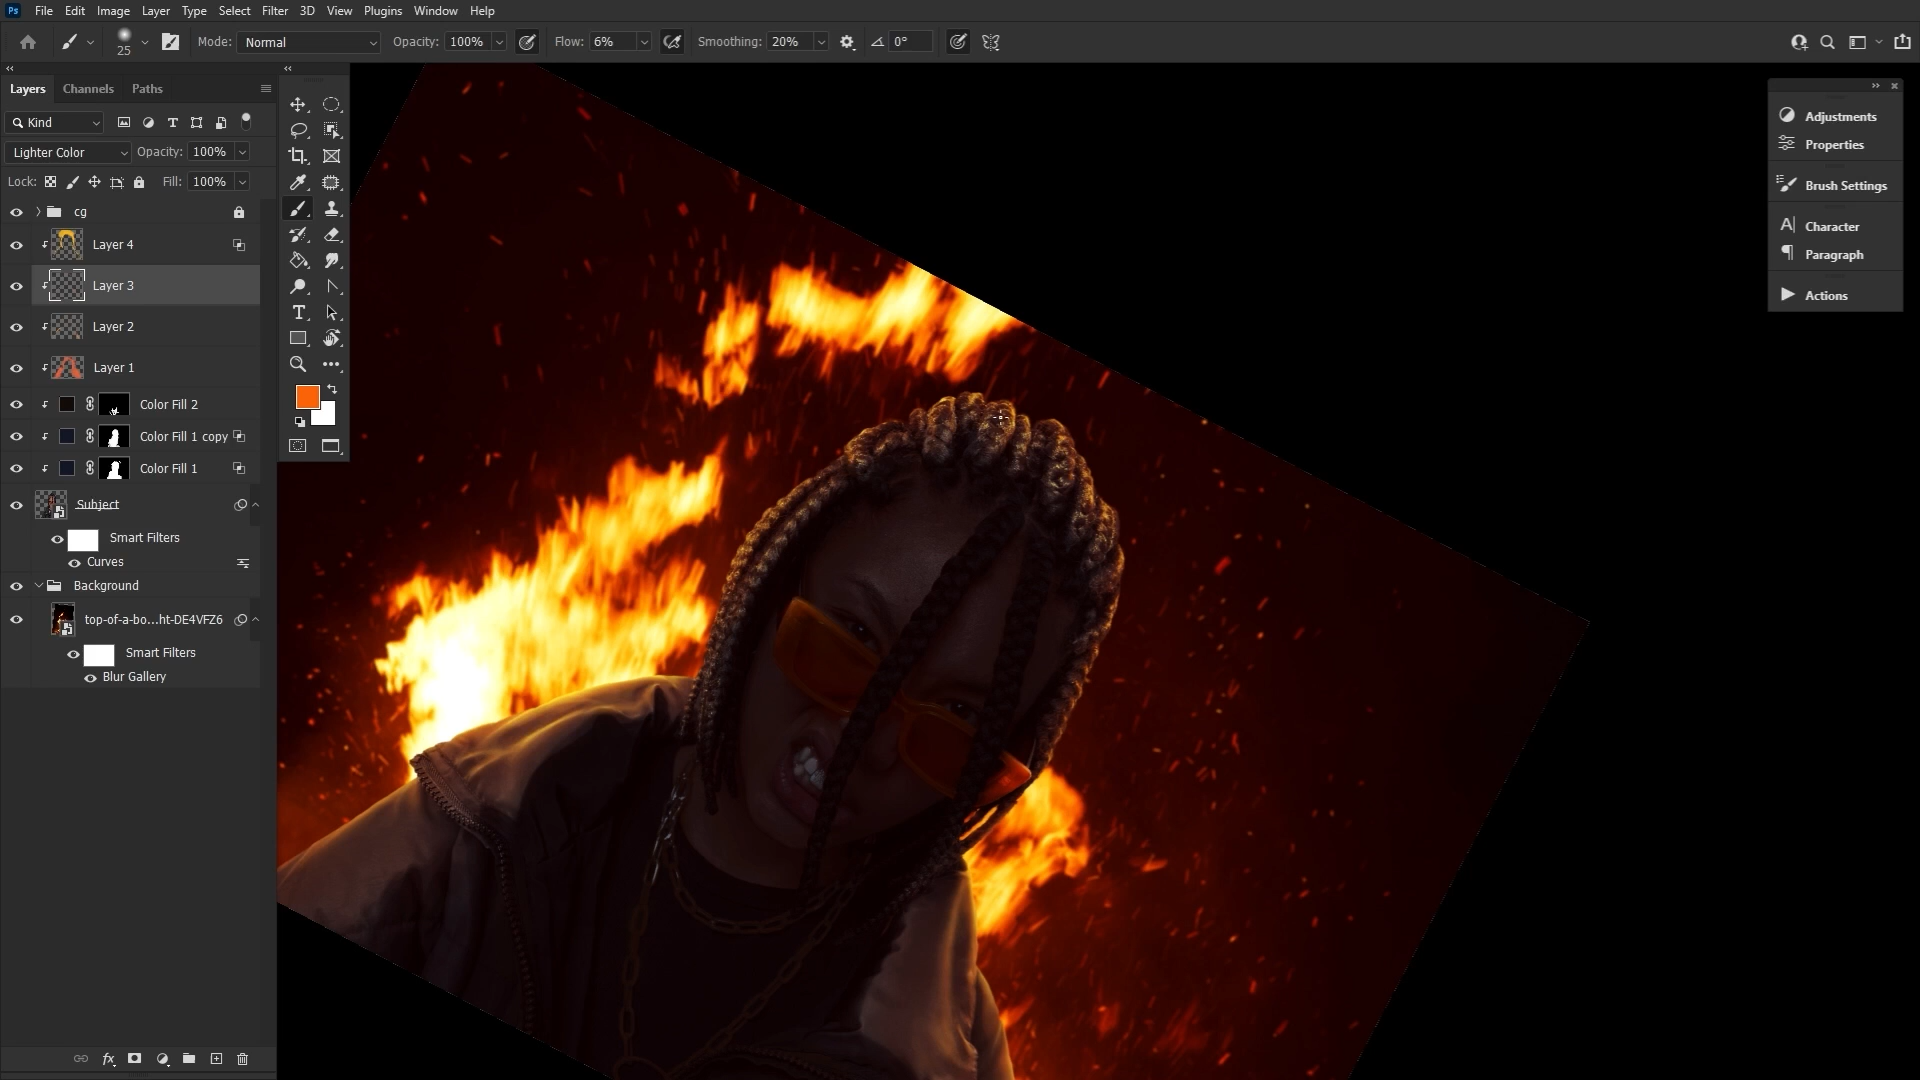 Ps File Edit Image Layer Type Select Filter 3D View Plugins Window Help
25 Mode: Normal Opacity: 100% Flow: 6% Smoothing: 20% 0°
Layers Channels Paths
Kind
Lighter Color Opacity: 100%
Lock: Fill: 100%
cg
Layer 4
Layer 3
Layer 2
Layer 1
Color Fill 2
Color Fill 1 copy
Color Fill 1
Subject
Smart Filters
Curves
Background
top-of-a-bo...ht-DE4VFZ6
Smart Filters
Blur Gallery
fx
Adjustments
Properties
Brush Settings
Character
Paragraph
Actions